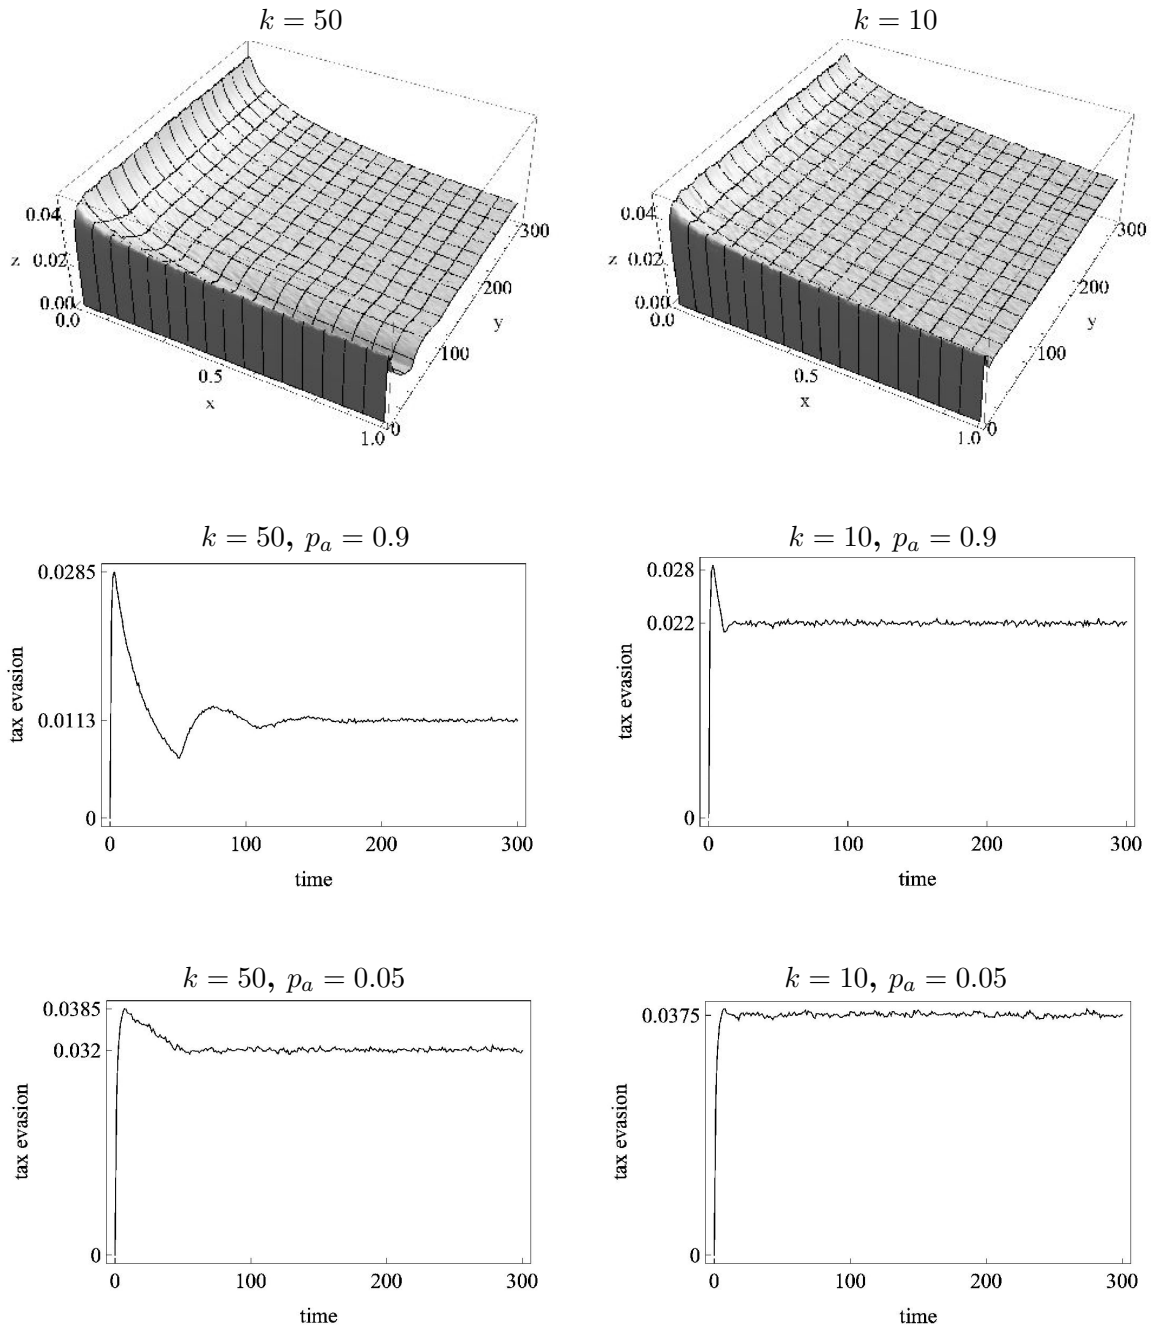 k = 50
k = 10
0.04
z
0.02
0.00
0.0
0.5
x
1.0
0
100
y
200
300
0.04
z
0.02
0.00
0.0
0.5
x
1.0
0
100
y
200
300
k = 50, p_a = 0.9
0.0285
0.0113
0
tax evasion
0
100
200
300
time
k = 10, p_a = 0.9
0.028
0.022
0
tax evasion
0
100
200
300
time
k = 50, p_a = 0.05
0.0385
0.032
0
tax evasion
0
100
200
300
time
k = 10, p_a = 0.05
0.0375
0
tax evasion
0
100
200
300
time